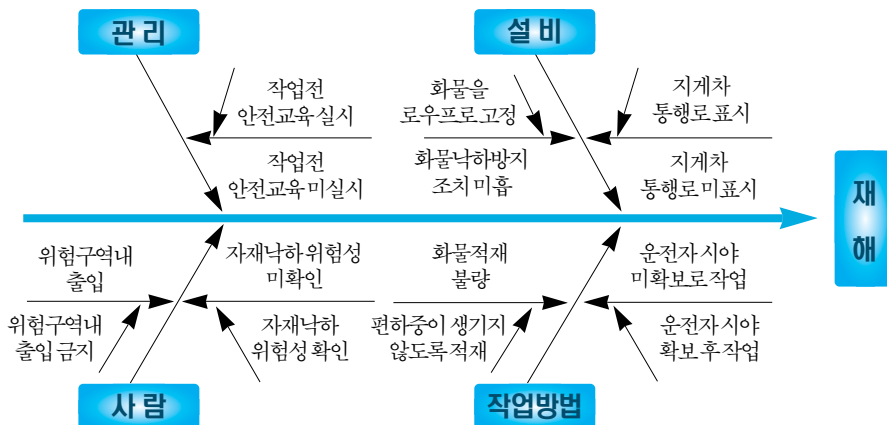 관 리
설 비
작업전
안전교육 실시
화물을
로우프로 고정
지게차
통행로 표시
작업전
안전교육 미실시
화물낙하방지
조치 미흡
지게차
통행로 미표시
재
해
위험구역내
출입
자재낙하 위험성
미확인
화물적재
불량
운전자 시야
미확보로 작업
위험구역내
출입 금지
자재낙하
위험성 확인
편하중이 생기지
않도록 적재
운전자 시야
확보 후 작업
사 람
작업방법